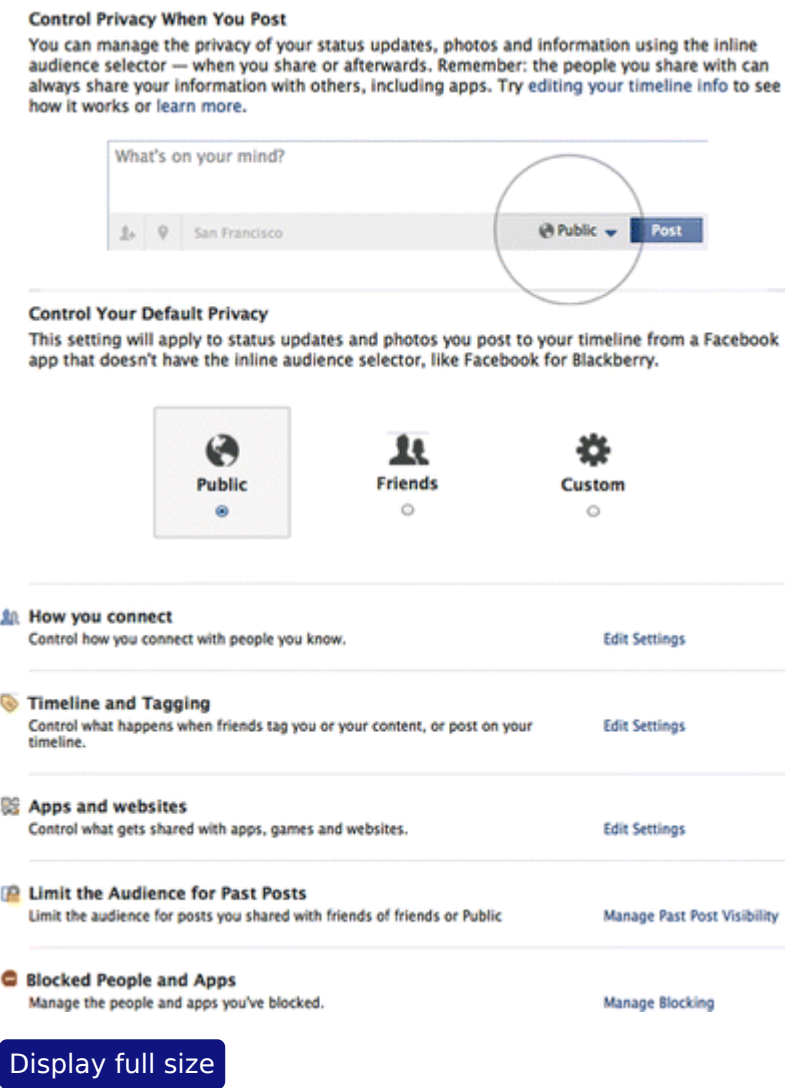 Control Privacy When You Post
You can manage the privacy of your status updates, photos and information using the inline
audience selector — when you share or afterwards. Remember: the people you share with can
always share your information with others, including apps. Try editing your timeline info to see
how it works or learn more.
What's on your mind?
San Francisco
Public
Post
Control Your Default Privacy
This setting will apply to status updates and photos you post to your timeline from a Facebook
app that doesn't have the inline audience selector, like Facebook for Blackberry.
Public
Friends
Custom
How you connect
Control how you connect with people you know.
Edit Settings
Timeline and Tagging
Control what happens when friends tag you or your content, or post on your
timeline.
Edit Settings
Apps and websites
Control what gets shared with apps, games and websites.
Edit Settings
Limit the Audience for Past Posts
Limit the audience for posts you shared with friends of friends or Public
Manage Past Post Visibility
Blocked People and Apps
Manage the people and apps you've blocked.
Manage Blocking
Display full size